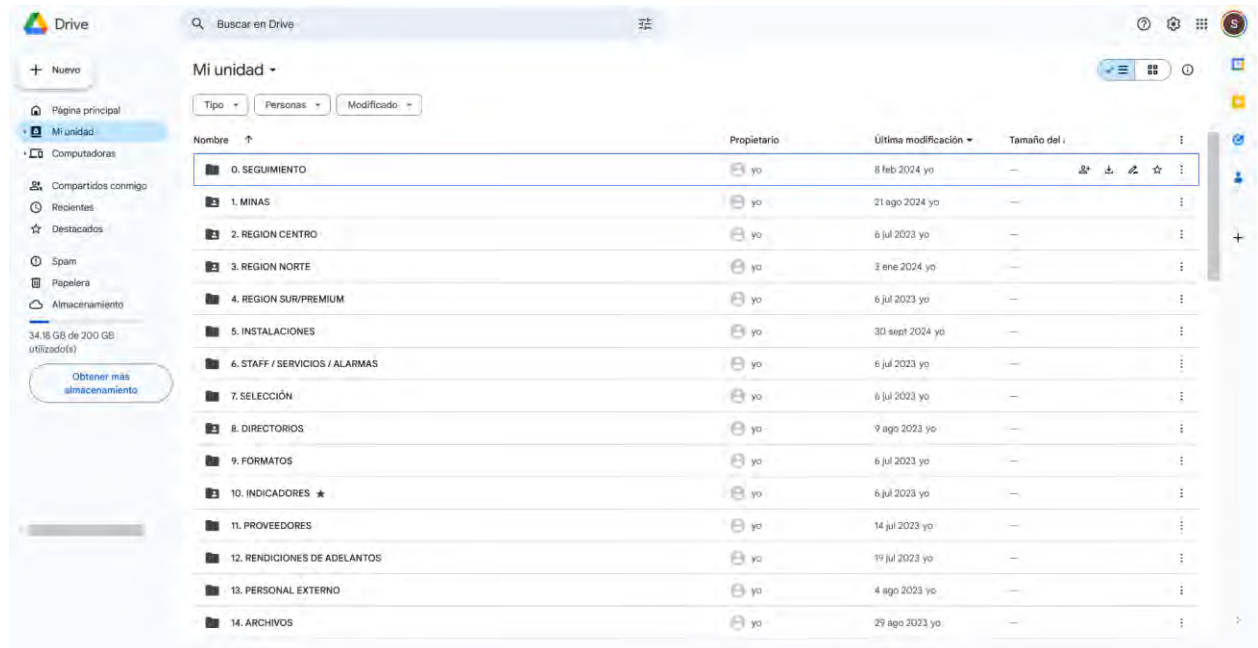 Drive
Buscar en Drive
S
Nuevo
Mi unidad
Tipo Personas Modificado
Página principal
Mi unidad
Computadoras
Compartidos conmigo
Recientes
Destacados
Spam
Papelera
Almacenamiento
34.18 GB de 200 GB
utilizado(s)
Obtener más
almacenamiento
Nombre Propietario Última modificación Tamaño del
0. SEGUIMIENTO yo 8 feb 2024 yo —
1. MINAS yo 21 ago 2024 yo —
2. REGION CENTRO yo 6 jul 2023 yo —
3. REGION NORTE yo 3 ene 2024 yo —
4. REGION SUR/PREMIUM yo 6 jul 2023 yo —
5. INSTALACIONES yo 30 sept 2024 yo —
6. STAFF / SERVICIOS / ALARMAS yo 6 jul 2023 yo —
7. SELECCIÓN yo 6 jul 2023 yo —
8. DIRECTORIOS yo 9 ago 2023 yo —
9. FORMATOS yo 6 jul 2023 yo —
10. INDICADORES yo 6 jul 2023 yo —
11. PROVEEDORES yo 14 jul 2023 yo —
12. RENDICIONES DE ADELANTOS yo 19 jul 2023 yo —
13. PERSONAL EXTERNO yo 4 ago 2023 yo —
14. ARCHIVOS yo 29 ago 2023 yo —